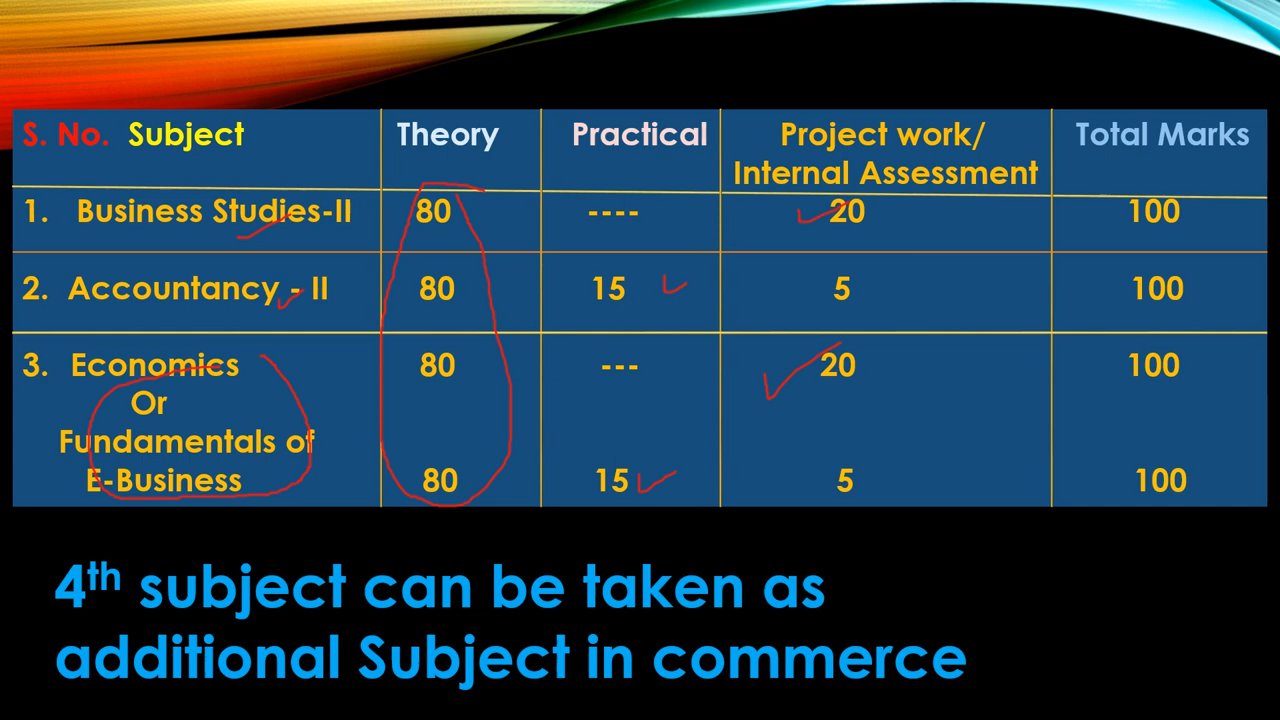 S. No. Subject Theory Practical Project work/ Total Marks
Internal Assessment
1. Business Studies-II 80 ---- 20 100
2. Accountancy - II 80 15 5 100
3. Economics 80 --- 20 100
Or
Fundamentals of
E-Business 80 15 5 100
4th subject can be taken as
additional Subject in commerce